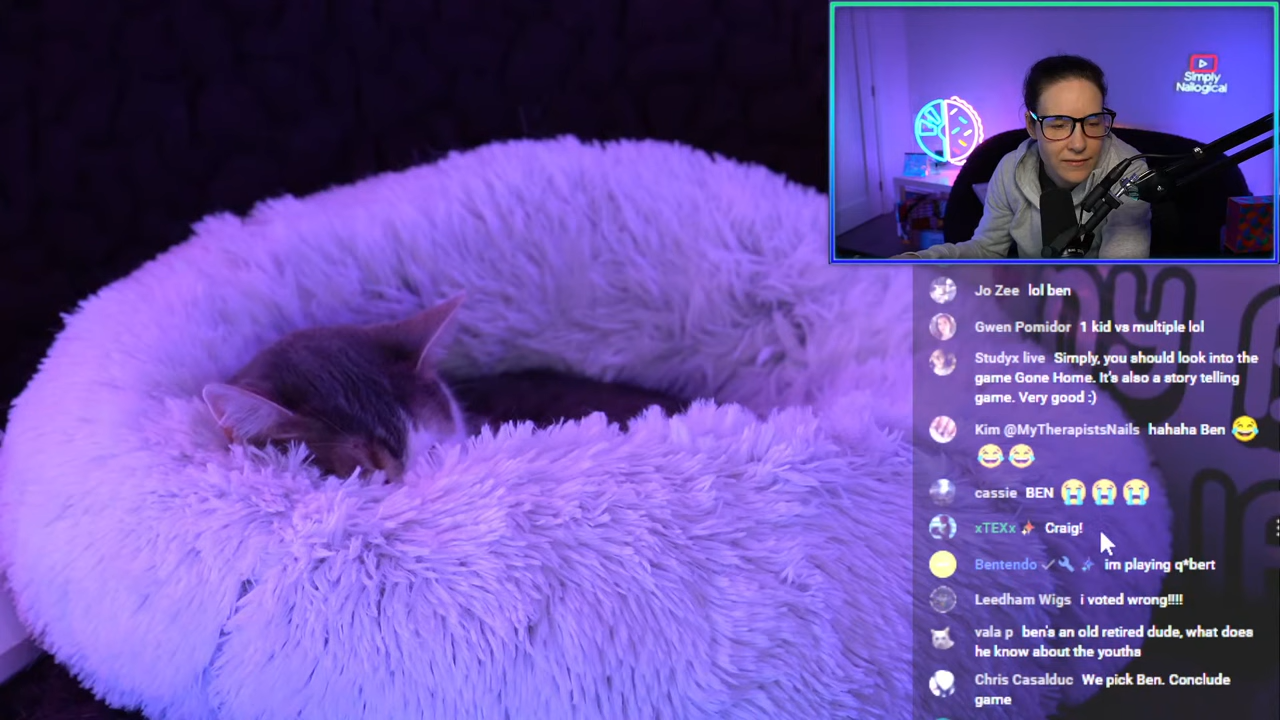 Simply
Nailogical
Jo Zee lol ben
Gwen Pomidor 1 kid vs multiple lol
Studyx live Simply, you should look into the
game Gone Home. It's also a story telling
game. Very good :)
Kim @MyTherapistsNails hahaha Ben 😂
😂😂
cassie BEN 😭😭😭
xTEXx Craig!
Bentendo im playing q*bert
Leedham Wigs i voted wrong!!!!
vala p ben's an old retired dude, what does
he know about the youths
Chris Casalduc We pick Ben. Conclude
game